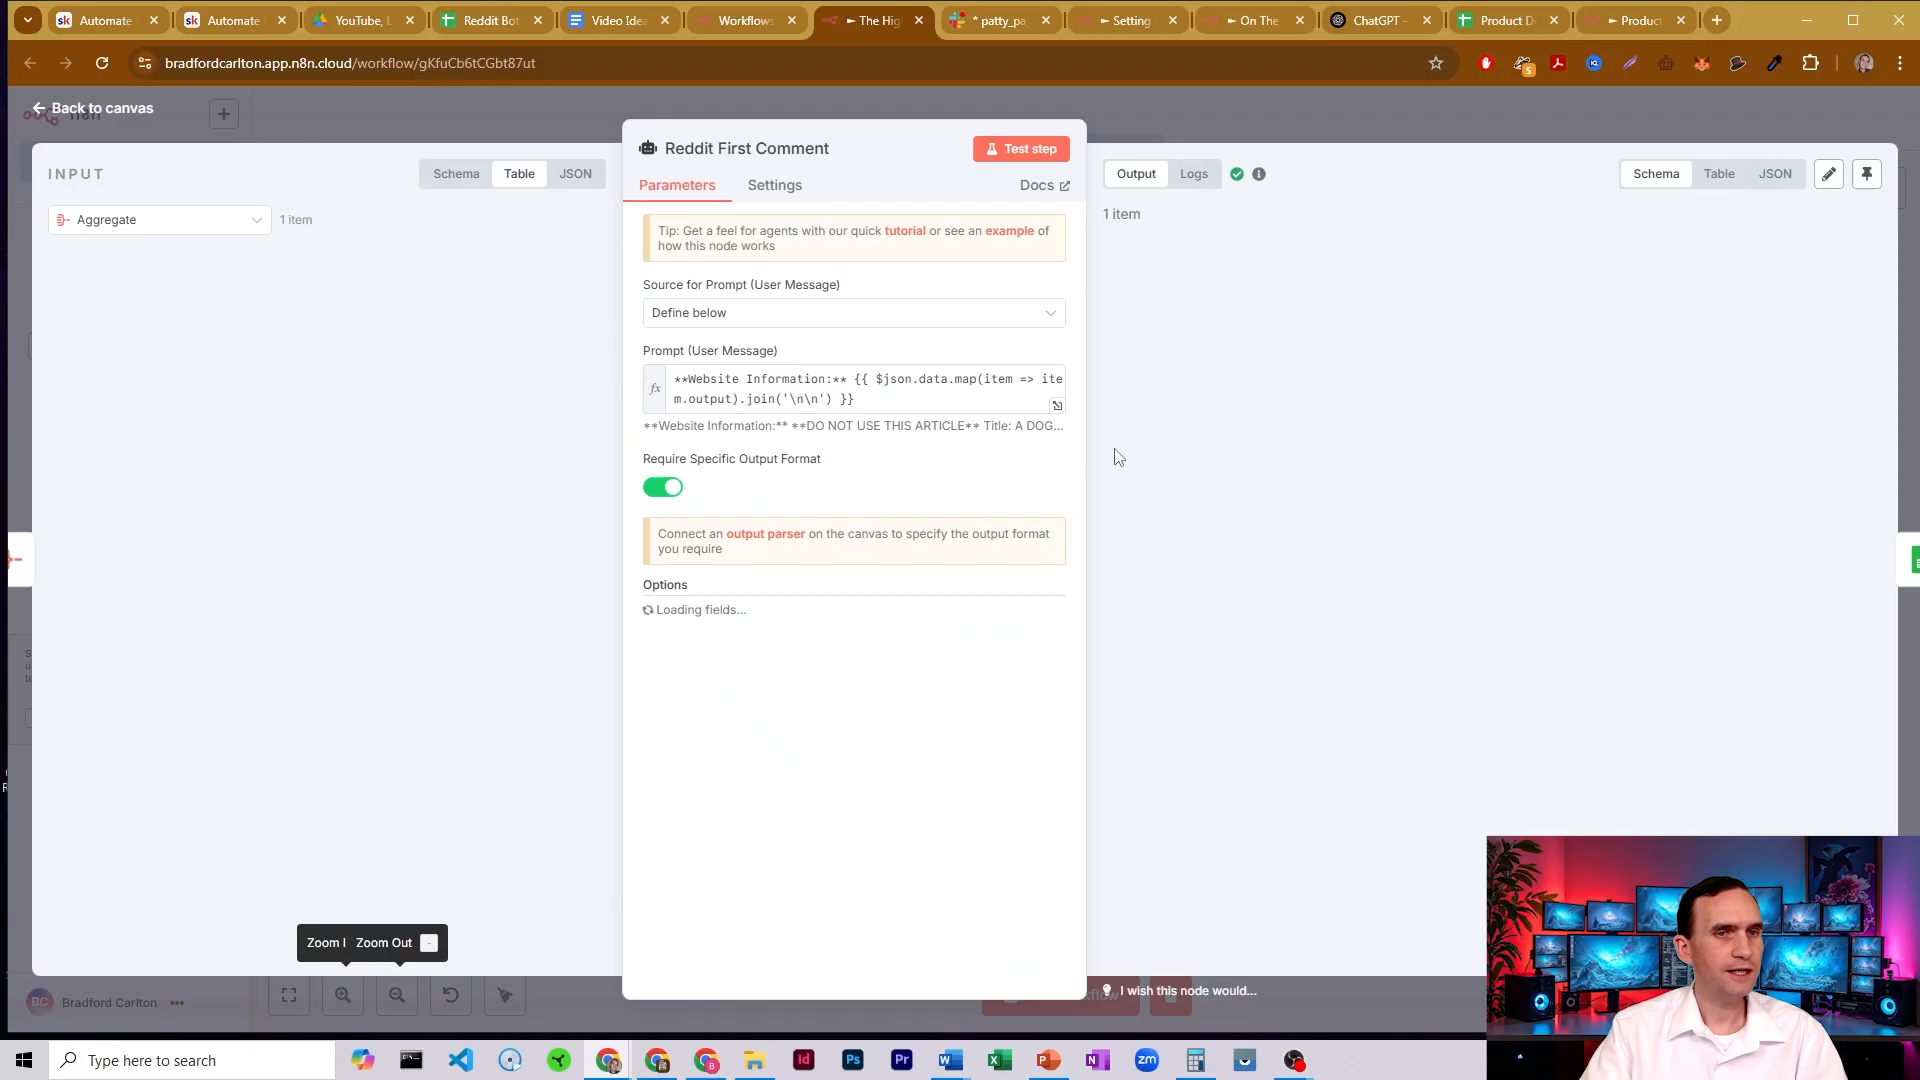 Automate
Automate
YouTube, L
Reddit Bot
Video Idea
Workflows
► The Hig
* patty_pa
► Setting
► On The
ChatGPT -
Product D
► Product
bradfordcarlton.app.n8n.cloud/workflow/gKfuCb6tCGbt87ut
Back to canvas
n8n
INPUT
Schema
Table
JSON
Aggregate
1 item
Reddit First Comment
Test step
Parameters
Settings
Docs
Tip: Get a feel for agents with our quick tutorial or see an example of
how this node works
Source for Prompt (User Message)
Define below
Prompt (User Message)
fx
**Website Information:** {{ $json.data.map(item => ite
m.output).join('\n\n') }}
**Website Information:** **DO NOT USE THIS ARTICLE** Title: A DOG...
Require Specific Output Format
Connect an output parser on the canvas to specify the output format
you require
Options
Loading fields...
Output
Logs
Schema
Table
JSON
1 item
Zoom I
Zoom Out
-
BC
Bradford Carlton
I wish this node would...
Type here to search